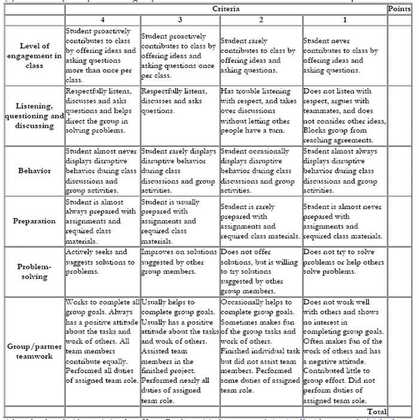 Criteria Points
4 3 2 1
Level of engagement in class
Student proactively
contributes to class
by offering ideas and
asking questions
more than once per
class.
Student proactively
contributes to class
by offering ideas and
asking questions once
per class.
Student rarely
contributes to class by
offering ideas and
asking questions.
Student never
contributes to class by
offering ideas and
asking questions.
Listening,
questioning and
discussing
Respectfully listens,
discusses and asks
questions and helps
direct the group in
solving problems.
Respectfully listens,
discusses and asks
questions.
Has trouble listening
with respect, and takes
over discussions
without letting other
people have a turn.
Does not listen with
respect, argues with
teammates, and does
not consider other ideas,
Blocks group from
reaching agreements.
Behavior
Student almost never
displays disruptive
behavior during class
discussions and
group activities.
Student rarely displays
disruptive behavior
during class
discussions and group
activities.
Student occasionally
displays disruptive
behavior during class
discussions and group
activities.
Student almost always
displays disruptive
behavior during class
discussions and group
activities.
Preparation
Student is almost
always prepared with
assignments and
required class
materials.
Student is usually
prepared with
assignments and
required class
materials.
Student is rarely
prepared with
assignments and
required class materials.
Student is almost never
prepared with
assignments and
required class materials.
Problem-
solving
Actively seeks and
suggests solutions to
problems.
Improves on solutions
suggested by other
group members.
Does not offer
solutions, but is willing
to try solutions
suggested by other
group members.
Does not try to solve
problems or help others
solve problems.
Group/partner
teamwork
Works to complete all
group goals. Always
has a positive attitude
about the tasks and
work of others. All
team members
contribute equally.
Performed all duties
of assigned team role.
Usually helps to
complete group goals.
Usually has a positive
attitude about the tasks
and work of others.
Assisted team
members in the
finished project.
Performed nearly all
duties of assigned
team role.
Occasionally helps to
complete group goals.
Sometimes makes fun
of the group tasks and
work of others.
Finished individual task
but did not assist team
members. Performed
some duties of assigned
team role.
Does not work well
with others and shows
no interest in
completing group goals.
Often makes fun of the
work of others and has
a negative attitude.
Contributed little to
group effort. Did not
perform duties of
assigned team role.
Total